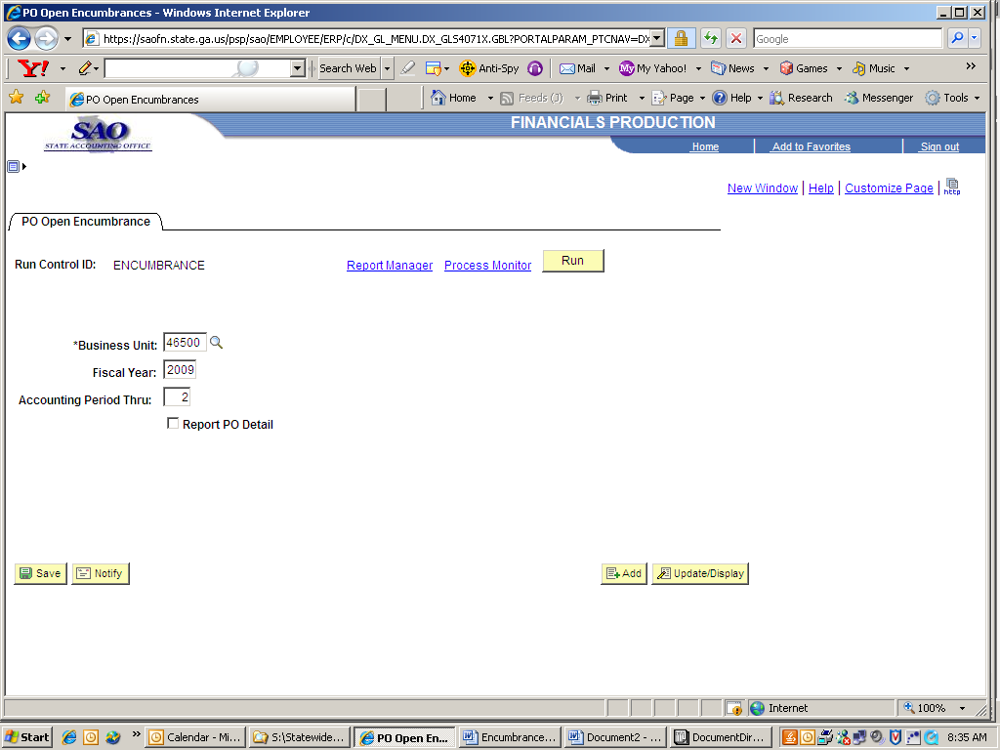 PO Open Encumbrances - Windows Internet Explorer
https://saofn.state.ga.us/psp/sao/EMPLOYEE/ERP/c/DX_GL_MENU.DX_GLS4071X.GBL?PORTALPARAM_PTCNAV=DX
Google
Y! Search Web Anti-Spy Mail My Yahoo! News Games Music »
PO Open Encumbrances Home Feeds (J) Print Page Help Research Messenger Tools
SAO
STATE ACCOUNTING OFFICE
FINANCIALS PRODUCTION
Home Add to Favorites Sign out
New Window Help Customize Page http
PO Open Encumbrance
Run Control ID: ENCUMBRANCE Report Manager Process Monitor Run
*Business Unit: 46500
Fiscal Year: 2009
Accounting Period Thru: 2
Report PO Detail
Save Notify Add Update/Display
Internet 100%
Start » Calendar - Mi... S:\Statewide... PO Open En... Encumbrance... Document2 - ... DocumentDir... 8:35 AM